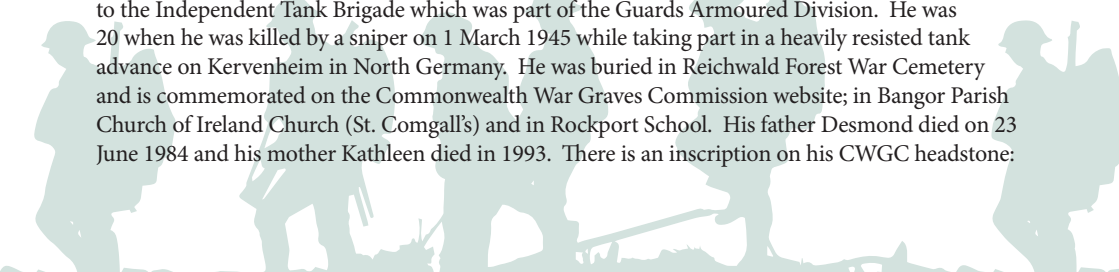 to the Independent Tank Brigade which was part of the Guards Armoured Division.  He was
20 when he was killed by a sniper on 1 March 1945 while taking part in a heavily resisted tank
advance on Kervenheim in North Germany.  He was buried in Reichwald Forest War Cemetery
and is commemorated on the Commonwealth War Graves Commission website; in Bangor Parish
Church of Ireland Church (St. Comgall's) and in Rockport School.  His father Desmond died on 23
June 1984 and his mother Kathleen died in 1993.  There is an inscription on his CWGC headstone: